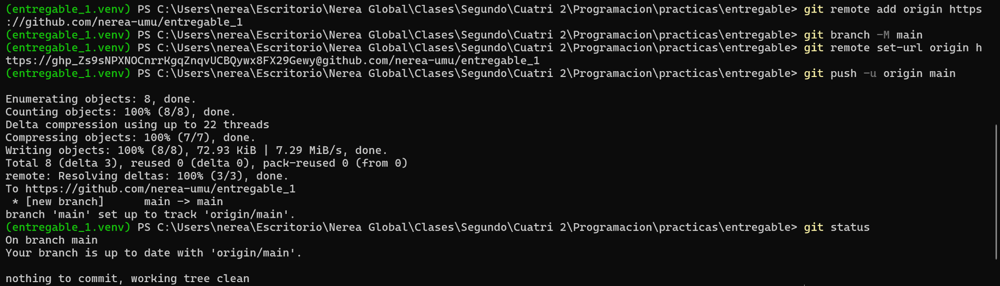 (entregable_1.venv) PS C:\Users\nerea\Escritorio\Nerea Global\Clases\Segundo\Cuatri 2\Programacion\practicas\entregable> git remote add origin https
://github.com/nerea-umu/entregable_1
(entregable_1.venv) PS C:\Users\nerea\Escritorio\Nerea Global\Clases\Segundo\Cuatri 2\Programacion\practicas\entregable> git branch -M main
(entregable_1.venv) PS C:\Users\nerea\Escritorio\Nerea Global\Clases\Segundo\Cuatri 2\Programacion\practicas\entregable> git remote set-url origin h
ttps://[access token redacted]@github.com/nerea-umu/entregable_1
(entregable_1.venv) PS C:\Users\nerea\Escritorio\Nerea Global\Clases\Segundo\Cuatri 2\Programacion\practicas\entregable> git push -u origin main
Enumerating objects: 8, done.
Counting objects: 100% (8/8), done.
Delta compression using up to 22 threads
Compressing objects: 100% (7/7), done.
Writing objects: 100% (8/8), 72.93 KiB | 7.29 MiB/s, done.
Total 8 (delta 3), reused 0 (delta 0), pack-reused 0 (from 0)
remote: Resolving deltas: 100% (3/3), done.
To https://github.com/nerea-umu/entregable_1
 * [new branch]      main -> main
branch 'main' set up to track 'origin/main'.
(entregable_1.venv) PS C:\Users\nerea\Escritorio\Nerea Global\Clases\Segundo\Cuatri 2\Programacion\practicas\entregable> git status
On branch main
Your branch is up to date with 'origin/main'.
nothing to commit, working tree clean